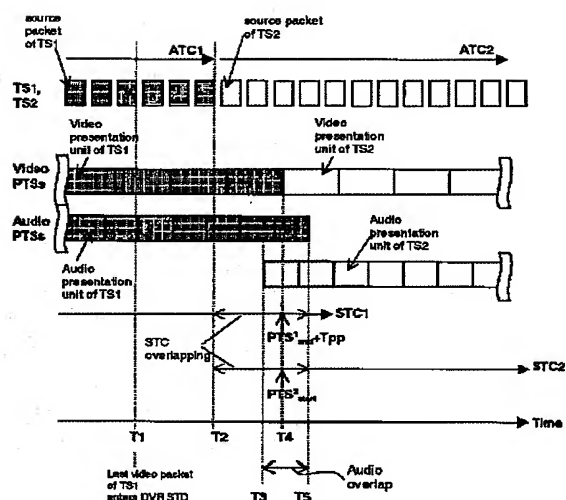 source
packet
of TS1
source packet
of TS2
ATC1
ATC2
TS1,
TS2
Video
presentation
unit of TS1
Video
presentation
unit of TS2
Video
PTSs
Audio
PTSs
Audio
presentation
unit of TS1
Audio
presentation
unit of TS2
STC1
STC
overlapping
PTS¹end+Tpp
STC2
PTS²start
Time
T1
T2
T4
Last video packet
of TS1
enters DVR STD
T3
T5
Audio
overlap